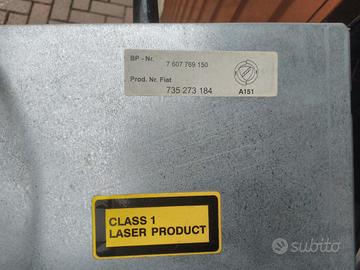 BP - Nr.   7 607 769 150
Prod. Nr. Fiat
735 273 184   A151
CLASS 1
LASER PRODUCT
subito